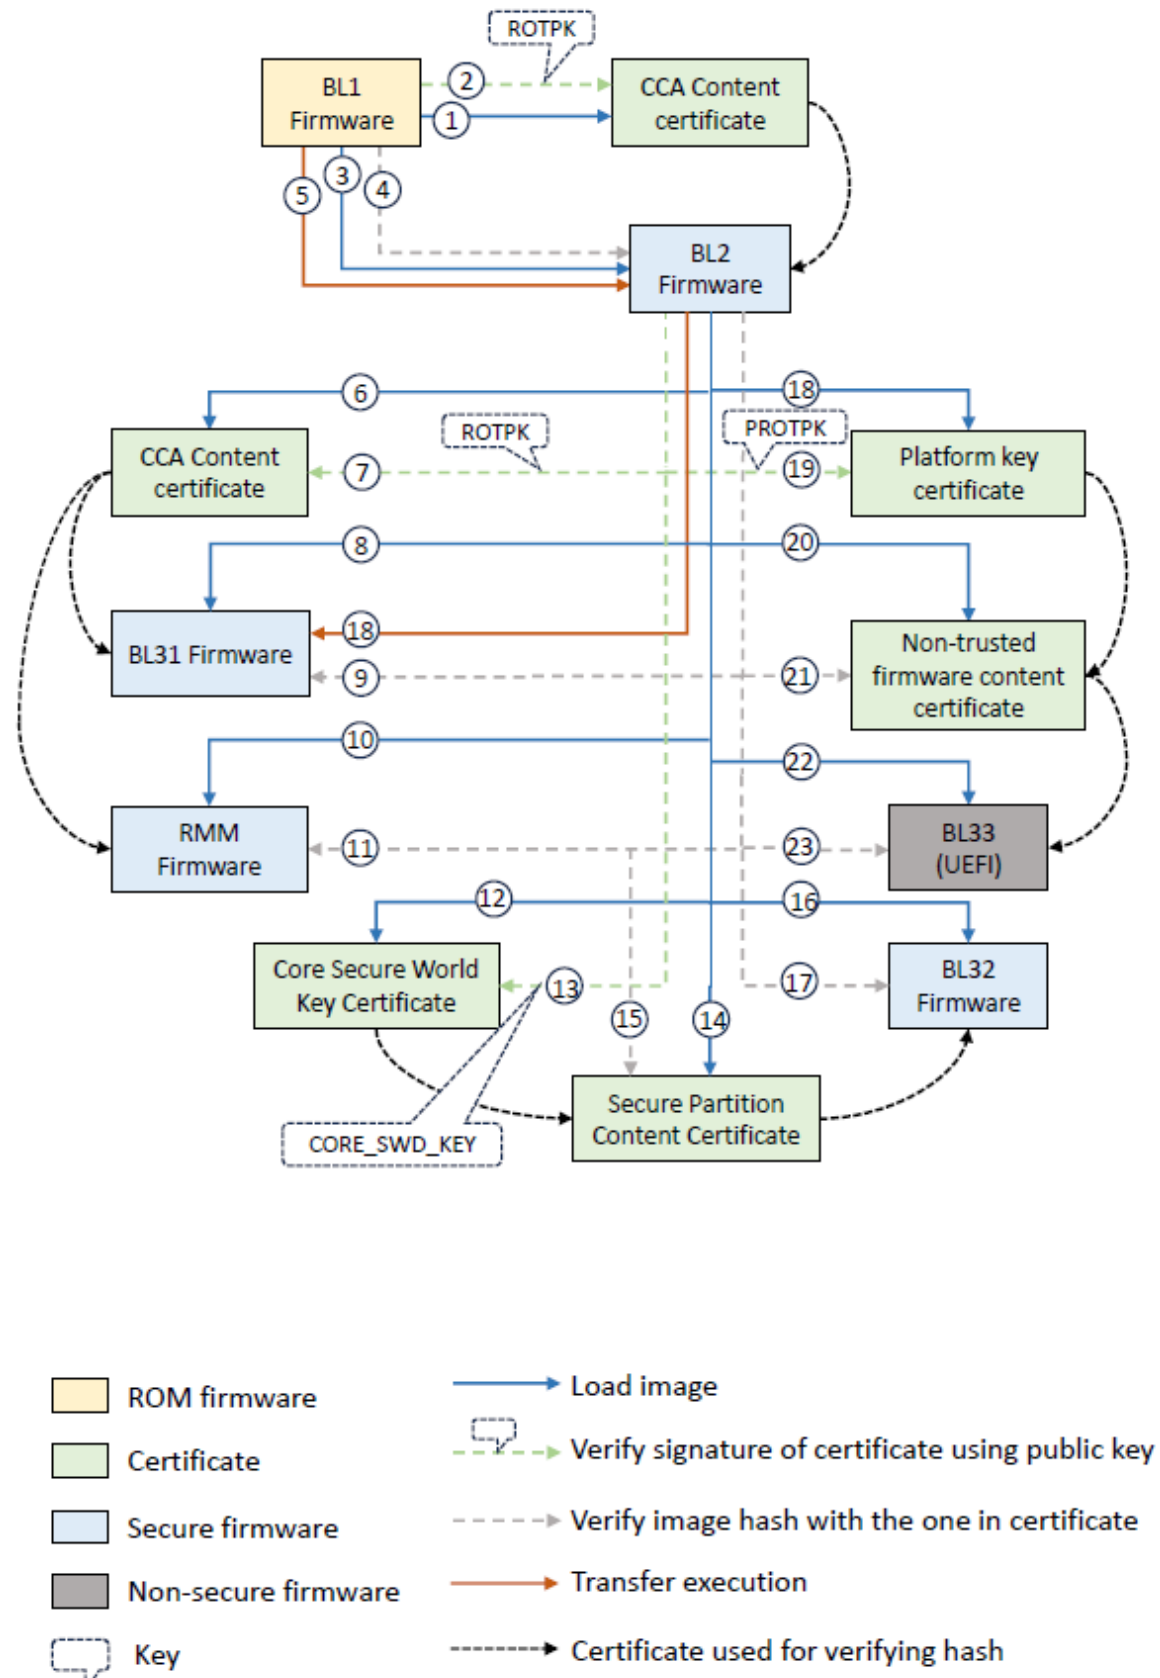 ROTPK
BL1
Firmware
2
1
CCA Content
certificate
5
3
4
BL2
Firmware
6
18
ROTPK
PROTPK
CCA Content
certificate
7
19
Platform key
certificate
8
20
BL31 Firmware
18
9
21
Non-trusted
firmware content
certificate
10
22
RMM
Firmware
11
23
BL33
(UEFI)
12
16
Core Secure World
Key Certificate
13
17
BL32
Firmware
15
14
CORE_SWD_KEY
Secure Partition
Content Certificate
ROM firmware
Load image
Certificate
Verify signature of certificate using public key
Secure firmware
Verify image hash with the one in certificate
Non-secure firmware
Transfer execution
Key
Certificate used for verifying hash